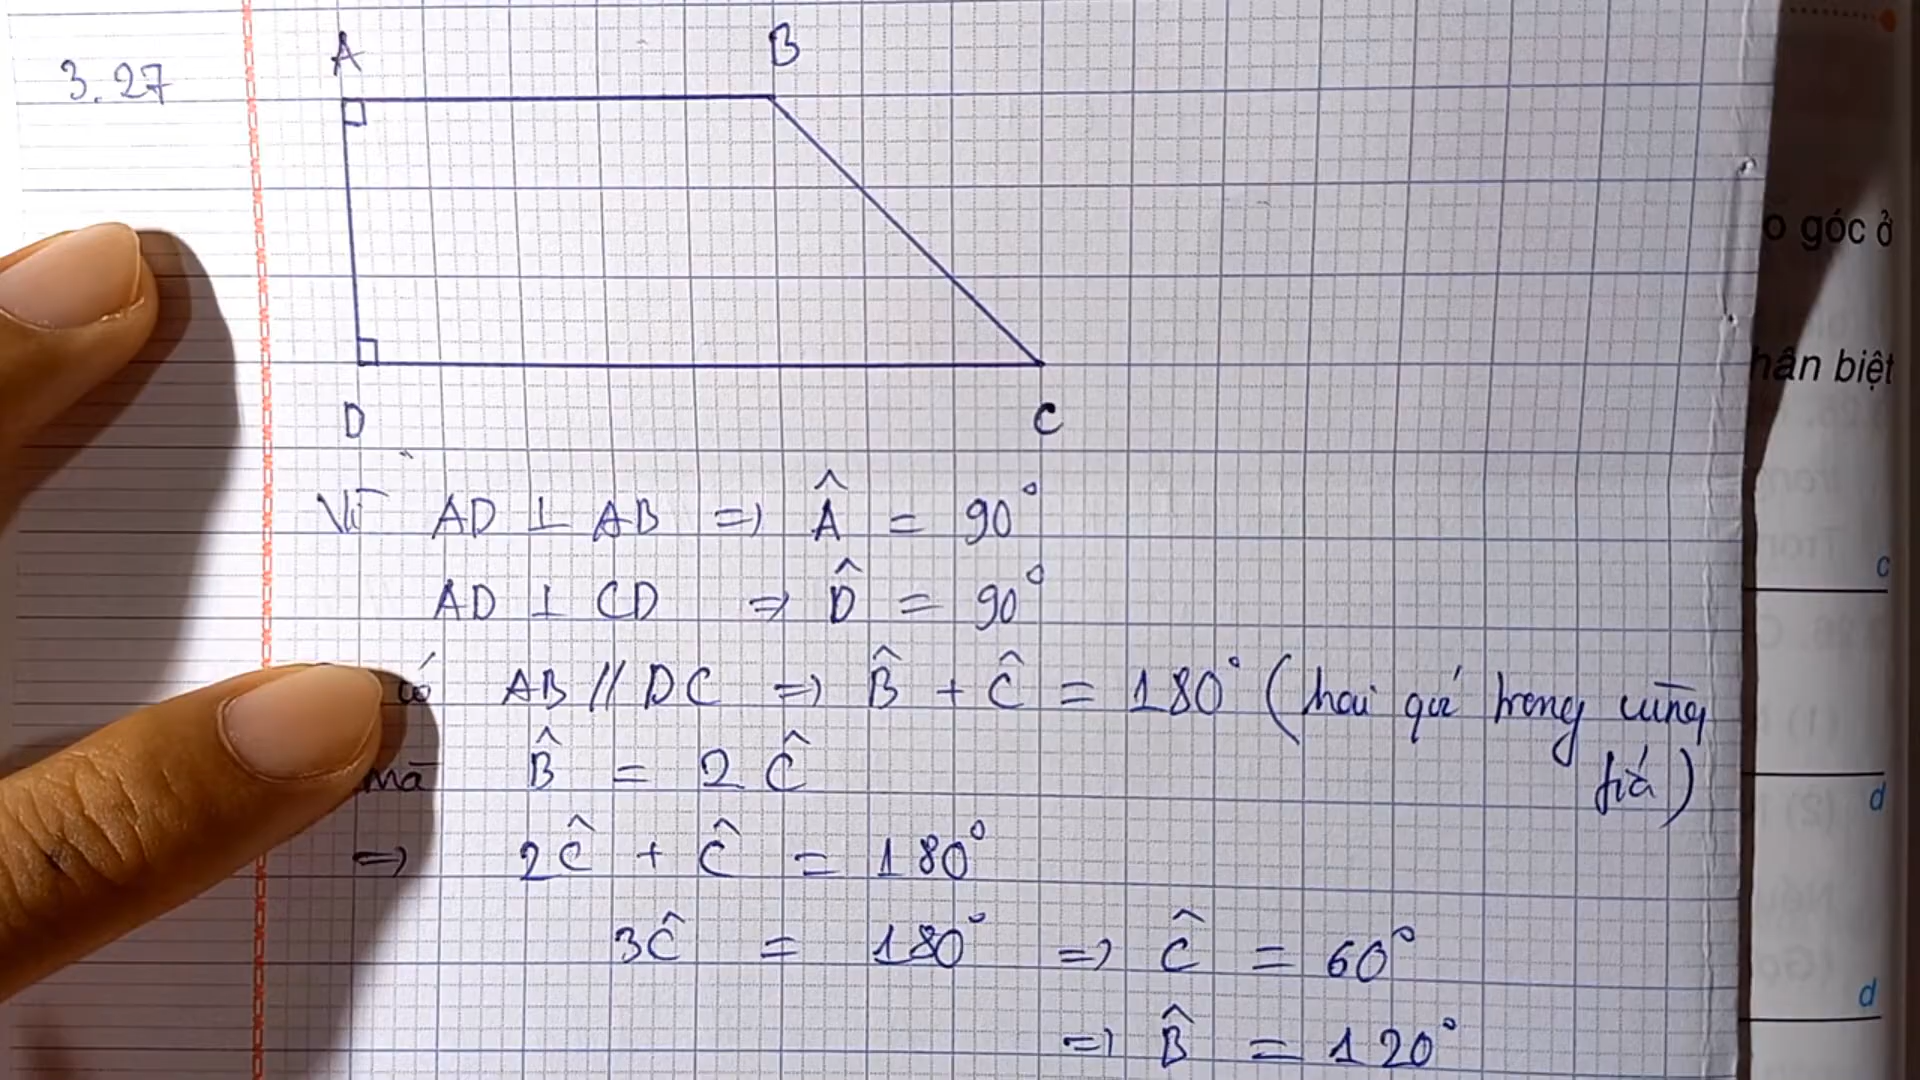 3.27
A B
D C
Vì AD ⊥ AB => Â = 90°
AD ⊥ CD => D̂ = 90°
có AB // DC => B̂ + Ĉ = 180° (hai góc trong cùng
phía)
mà B̂ = 2Ĉ
=> 2Ĉ + Ĉ = 180°
3Ĉ = 180° => Ĉ = 60°
=> B̂ = 120°
o góc ở
hân biệt
c
d
d